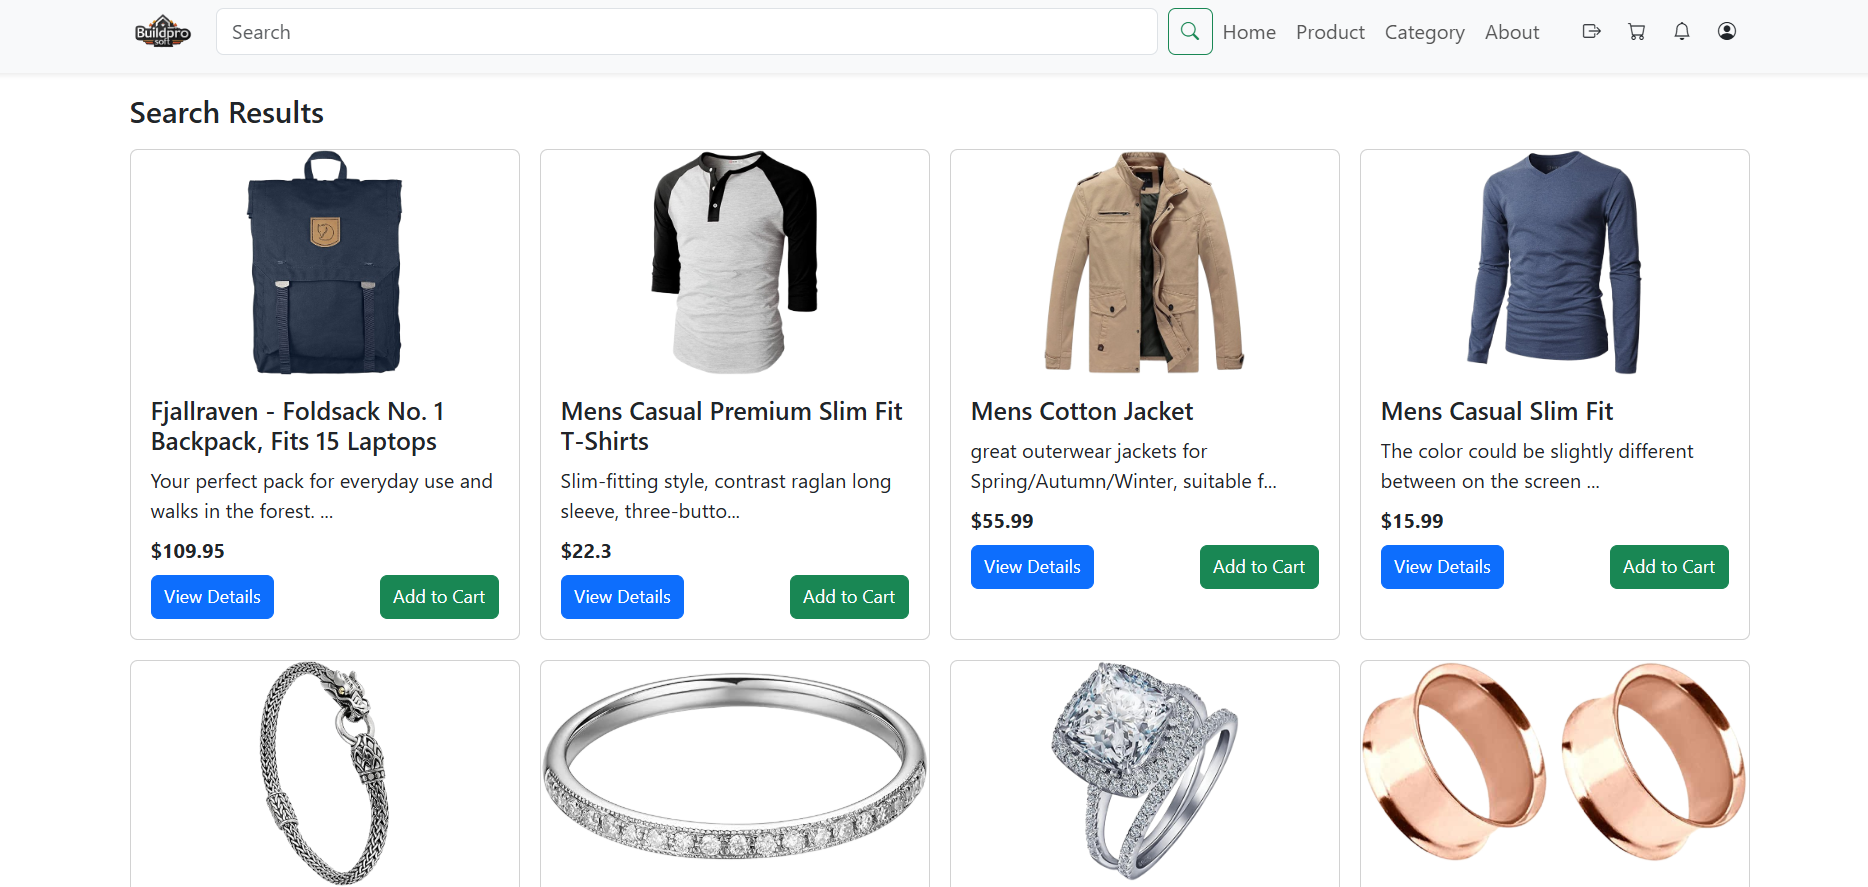 Buildpro
soft
Search
Home Product Category About
Search Results
Fjallraven - Foldsack No. 1
Backpack, Fits 15 Laptops
Your perfect pack for everyday use and
walks in the forest. ...
$109.95
View Details Add to Cart
Mens Casual Premium Slim Fit
T-Shirts
Slim-fitting style, contrast raglan long
sleeve, three-butto...
$22.3
View Details Add to Cart
Mens Cotton Jacket
great outerwear jackets for
Spring/Autumn/Winter, suitable f...
$55.99
View Details Add to Cart
Mens Casual Slim Fit
The color could be slightly different
between on the screen ...
$15.99
View Details Add to Cart